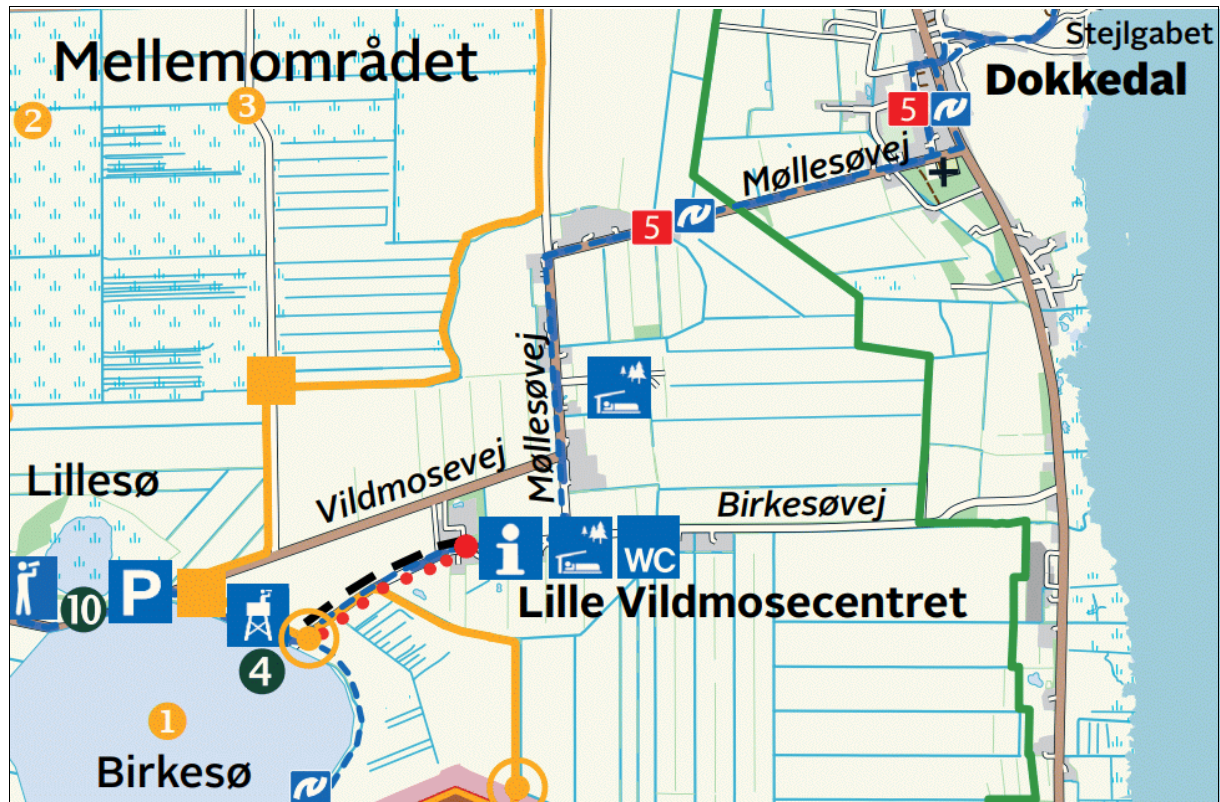 Stejlgabet
Mellemområdet
Dokkedal
3
5
2
Møllesøvej
5
Møllesøvej
Vildmosevej
Lillesø
Birkesøvej
i
WC
P
10
Lille Vildmosecentret
4
1
Birkesø